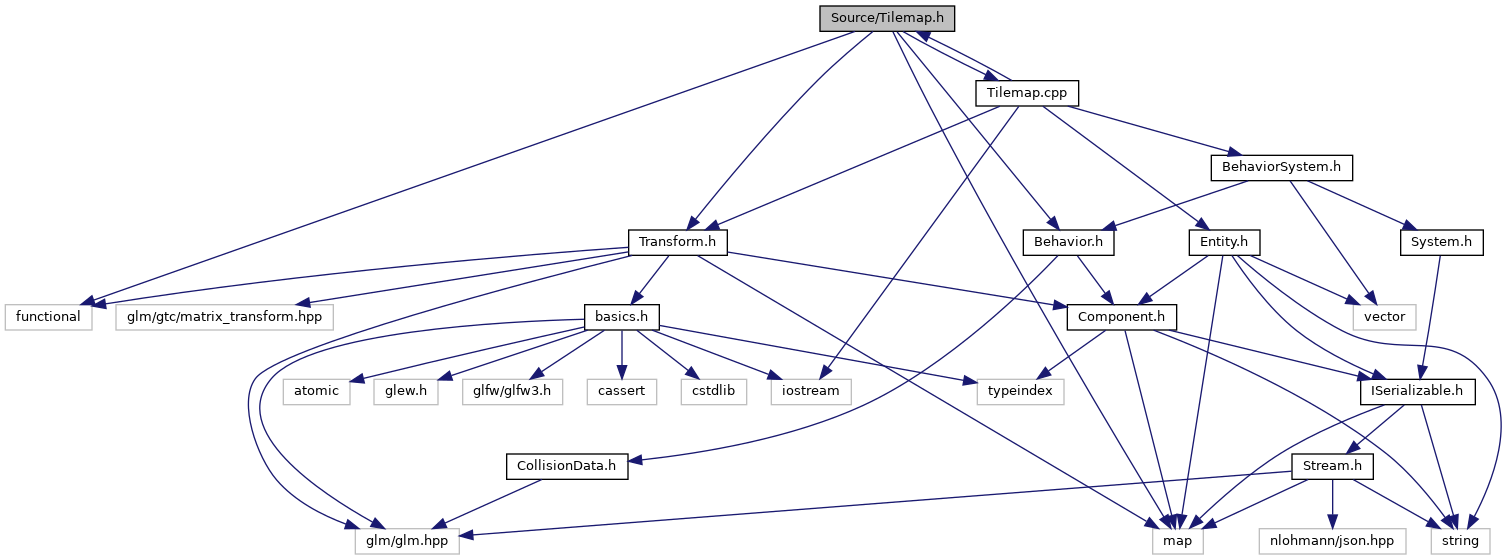 Source/Tilemap.h
Tilemap.cpp
BehaviorSystem.h
Transform.h
Behavior.h
Entity.h
System.h
functional
glm/gtc/matrix_transform.hpp
basics.h
Component.h
vector
atomic
glew.h
glfw/glfw3.h
cassert
cstdlib
iostream
typeindex
ISerializable.h
CollisionData.h
Stream.h
glm/glm.hpp
map
nlohmann/json.hpp
string